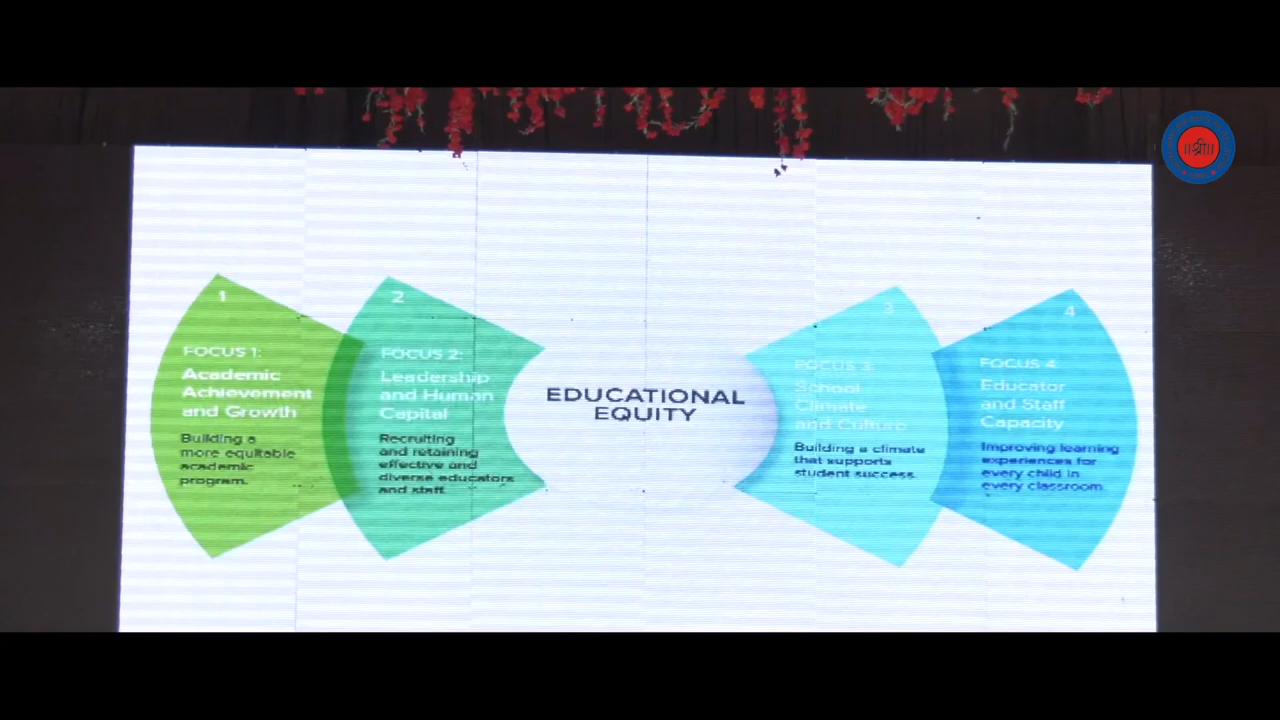 1
FOCUS 1:
Academic
Achievement
and Growth
Building a
more equitable
academic
program.
2
FOCUS 2:
Leadership
and Human
Capital
Recruiting
and retaining
effective and
diverse educators
and staff.
EDUCATIONAL
EQUITY
3
FOCUS 3:
School
Climate
and Culture
Building a climate
that supports
student success.
4
FOCUS 4:
Educator
and Staff
Capacity
Improving learning
experiences for
every child in
every classroom.
॥श्री॥